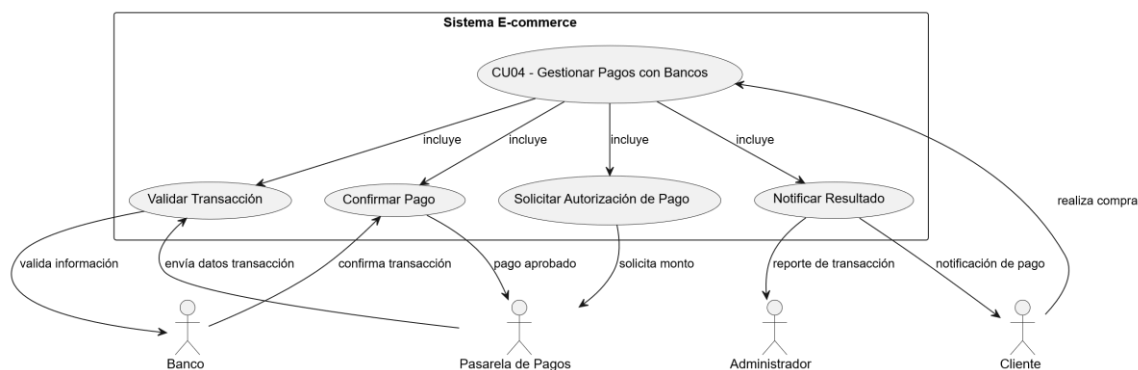 Sistema E-commerce
CU04 - Gestionar Pagos con Bancos
incluye
incluye
incluye
incluye
Validar Transacción
Confirmar Pago
Solicitar Autorización de Pago
Notificar Resultado
realiza compra
valida información
envía datos transacción
confirma transacción
pago aprobado
solicita monto
reporte de transacción
notificación de pago
Banco
Pasarela de Pagos
Administrador
Cliente